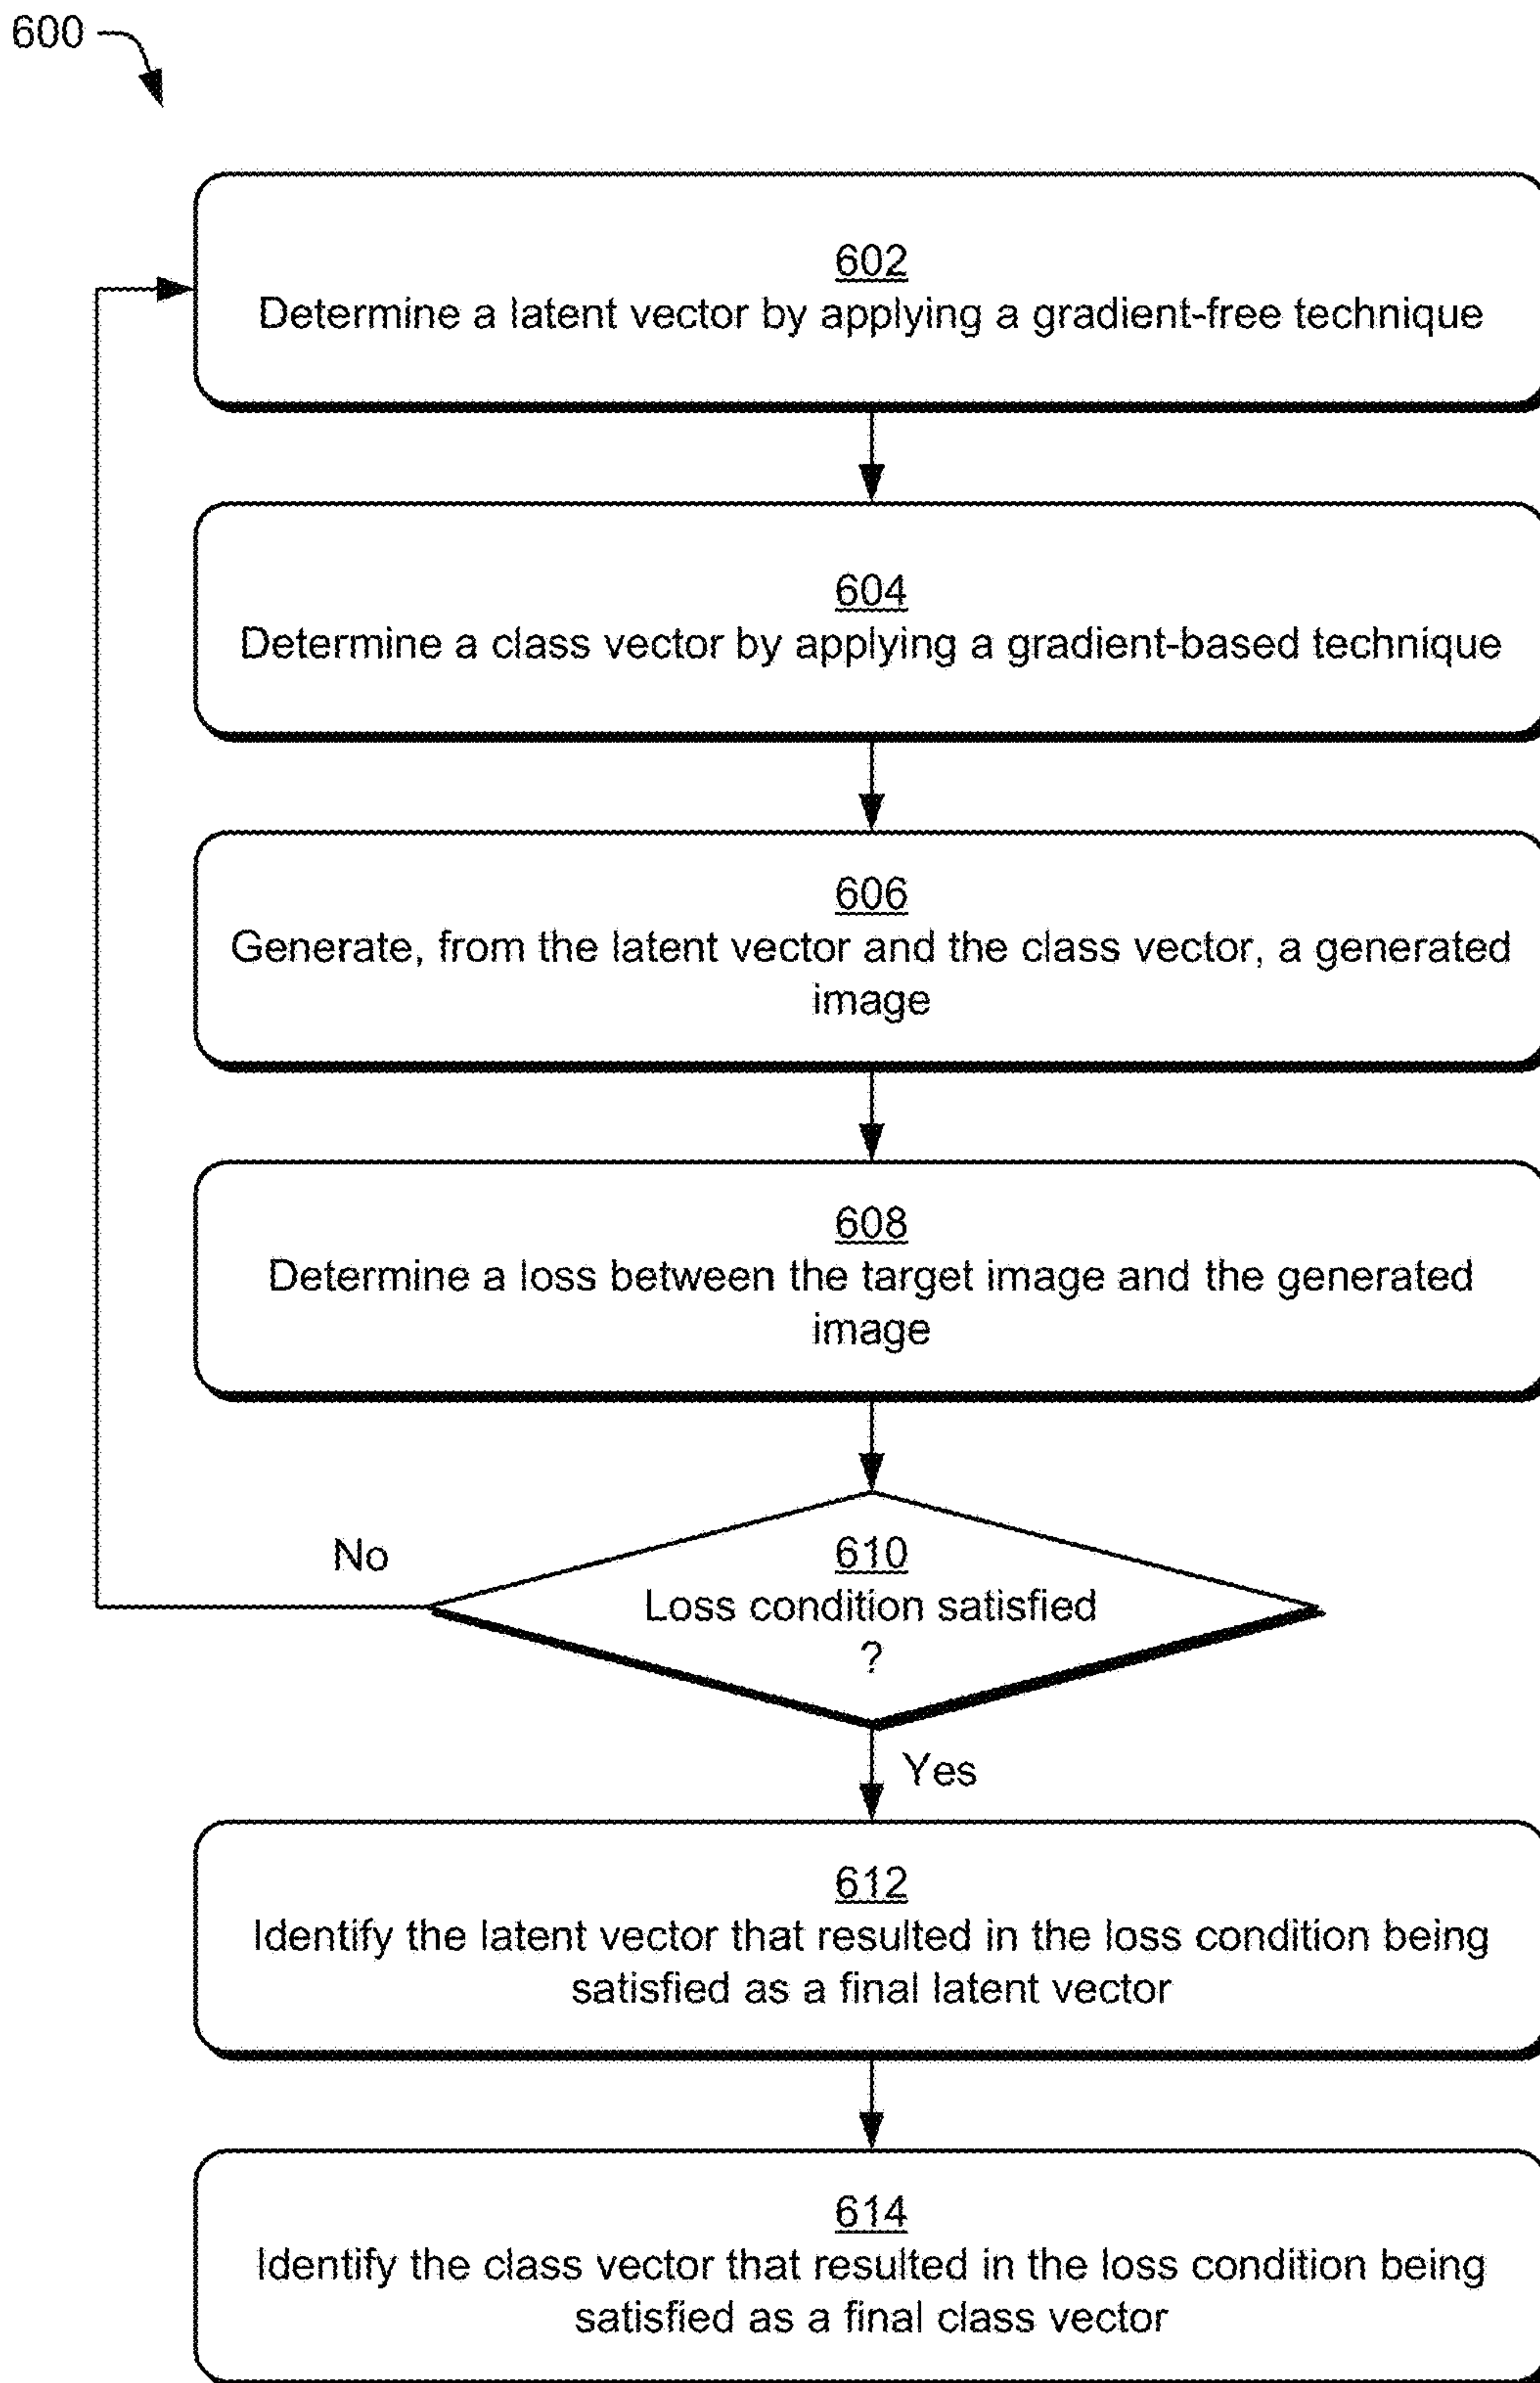 600
602
Determine a latent vector by applying a gradient-free technique
604
Determine a class vector by applying a gradient-based technique
606
Generate, from the latent vector and the class vector, a generated
image
608
Determine a loss between the target image and the generated
image
610
Loss condition satisfied
?
No
Yes
612
Identify the latent vector that resulted in the loss condition being
satisfied as a final latent vector
614
Identify the class vector that resulted in the loss condition being
satisfied as a final class vector